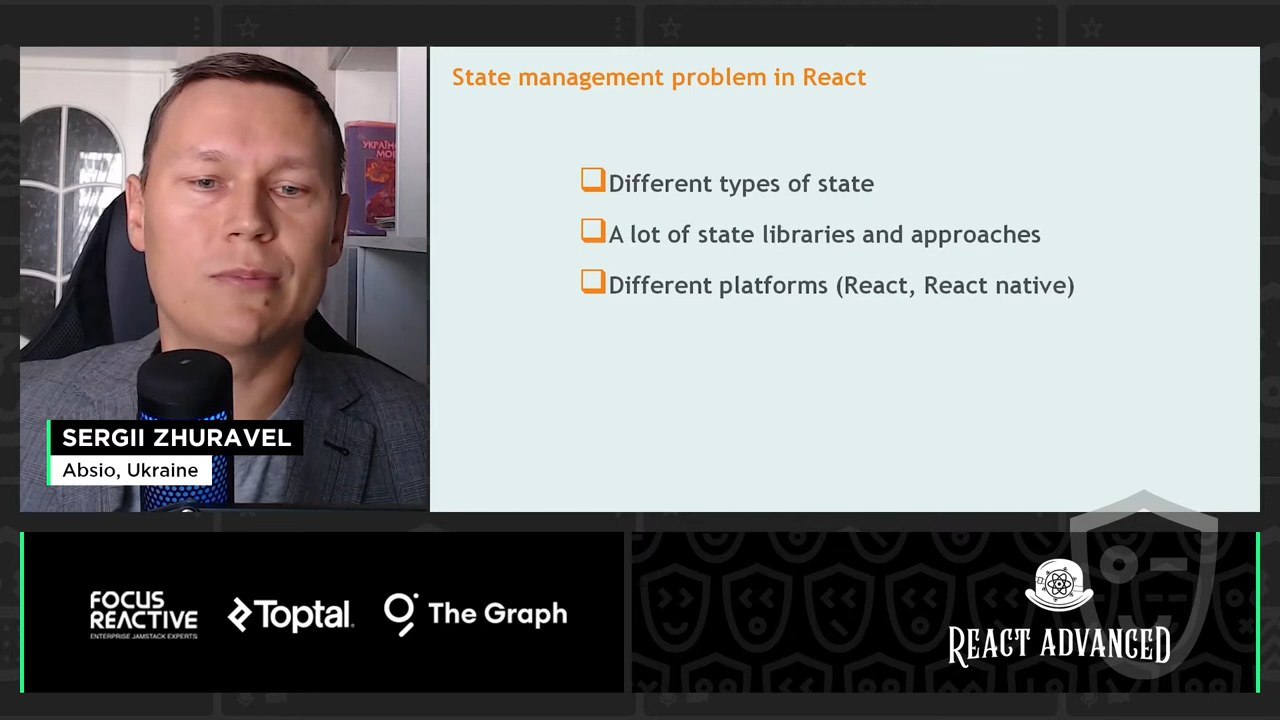 State management problem in React
Different types of state
A lot of state libraries and approaches
Different platforms (React, React native)
SERGII ZHURAVEL
Absio, Ukraine
FOCUS
REACTIVE
ENTERPRISE JAMSTACK EXPERTS
Toptal
The Graph
REACT ADVANCED